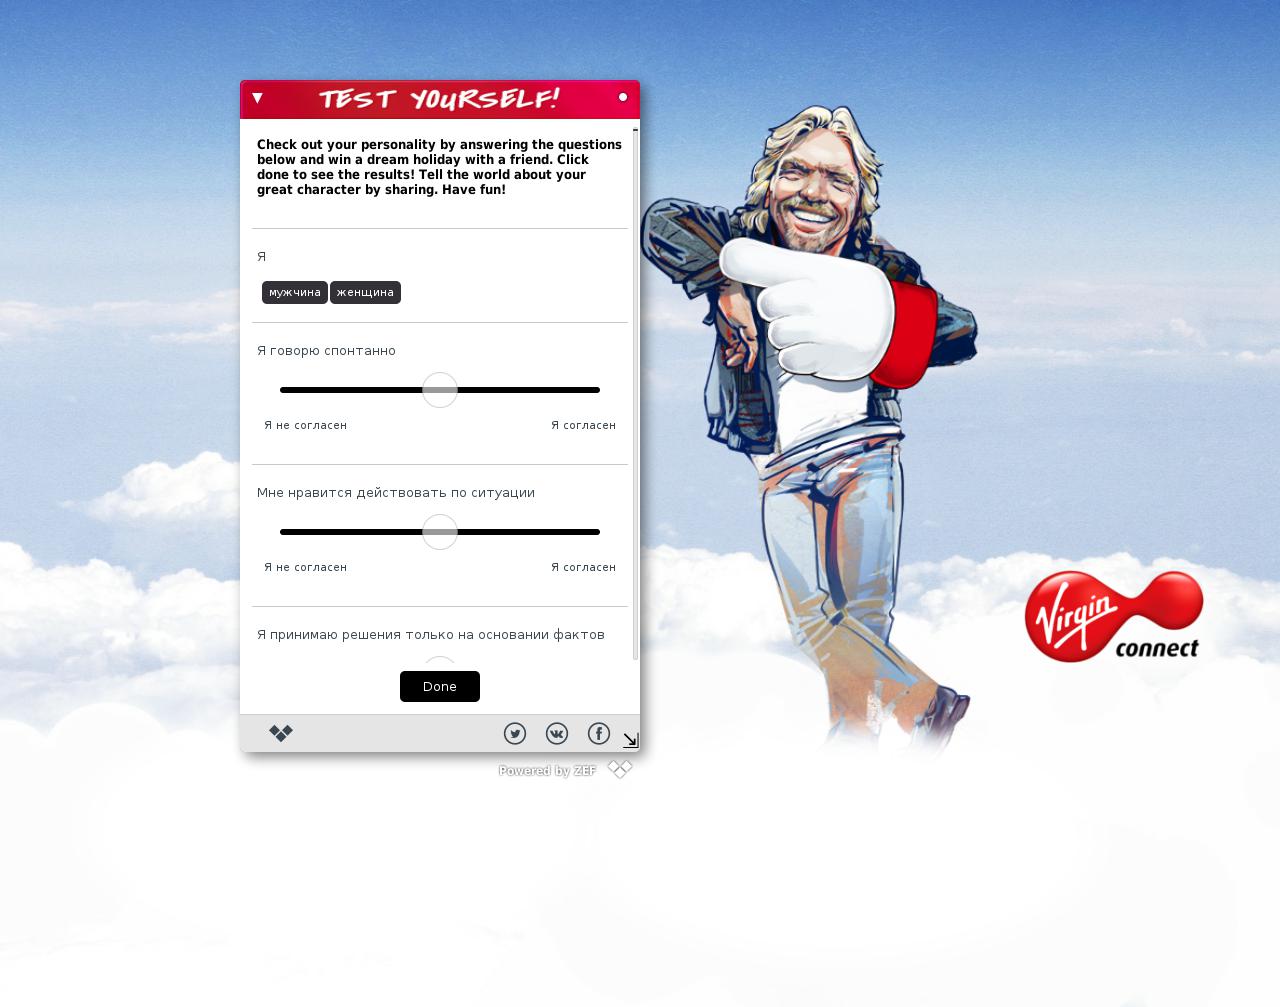 TEST YOURSELF!
Check out your personality by answering the questions
below and win a dream holiday with a friend. Click
done to see the results! Tell the world about your
great character by sharing. Have fun!
Я
мужчина женщина
Я говорю спонтанно
Я не согласен Я согласен
Мне нравится действовать по ситуации
Я не согласен Я согласен
Я принимаю решения только на основании фактов
Done
Powered by ZEF
Virgin
connect